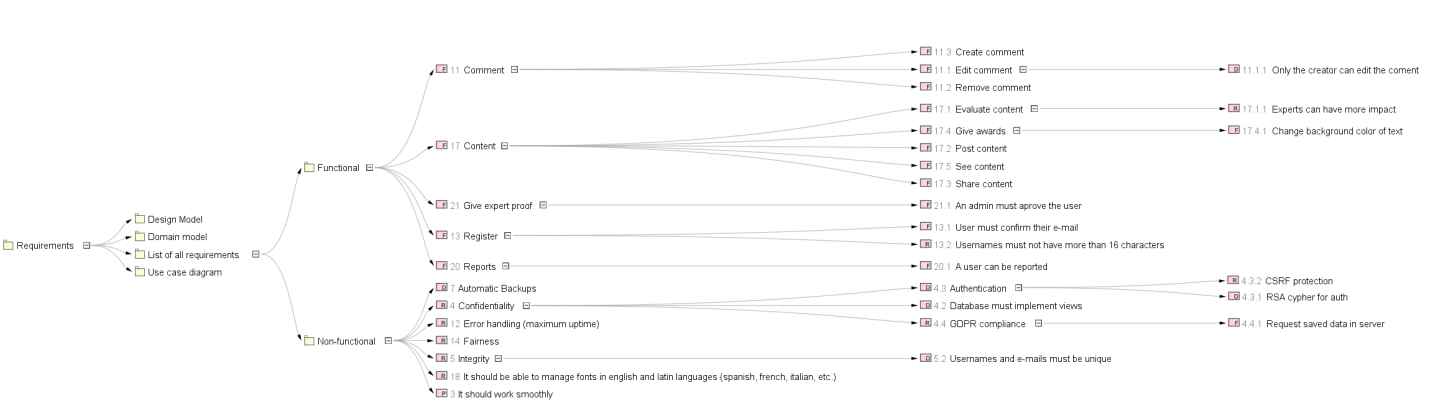 Requirements
Design Model
Domain model
List of all requirements
Use case diagram
Functional
F 11 Comment
F 11.3 Create comment
F 11.1 Edit comment
D 11.1.1 Only the creator can edit the coment
F 11.2 Remove comment
F 17 Content
F 17.1 Evaluate content
R 17.1.1 Experts can have more impact
F 17.4 Give awards
F 17.4.1 Change background color of text
F 17.2 Post content
F 17.5 See content
F 17.3 Share content
F 21 Give expert proof
F 21.1 An admin must aprove the user
F 13 Register
F 13.1 User must confirm their e-mail
R 13.2 Usernames must not have more than 16 characters
F 20 Reports
F 20.1 A user can be reported
Non-functional
D 7 Automatic Backups
R 4 Confidentiality
D 4.3 Authentication
R 4.3.2 CSRF protection
D 4.3.1 RSA cypher for auth
D 4.2 Database must implement views
R 4.4 GDPR compliance
F 4.4.1 Request saved data in server
R 12 Error handling (maximum uptime)
R 14 Fairness
R 5 Integrity
D 5.2 Usernames and e-mails must be unique
R 18 It should be able to manage fonts in english and latin languages (spanish, french, italian, etc.)
P 3 It should work smoothly